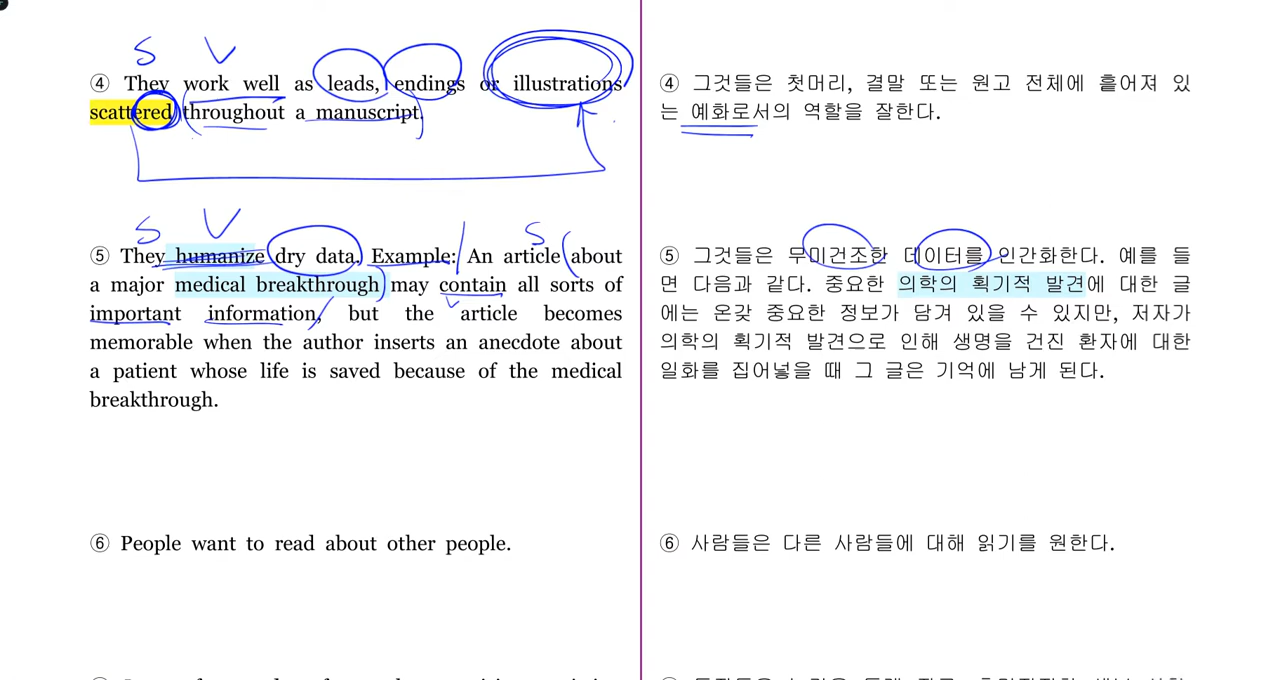 S V
④ They work well as leads, endings or illustrations
scattered throughout a manuscript.
④ 그것들은 첫머리, 결말 또는 원고 전체에 흩어져 있
는 예화로서의 역할을 잘한다.
S V S
⑤ They humanize dry data. Example: An article about
a major medical breakthrough may contain all sorts of
V
important information, but the article becomes
memorable when the author inserts an anecdote about
a patient whose life is saved because of the medical
breakthrough.
⑤ 그것들은 무미건조한 데이터를 인간화한다. 예를 들
면 다음과 같다. 중요한 의학의 획기적 발견에 대한 글
에는 온갖 중요한 정보가 담겨 있을 수 있지만, 저자가
의학의 획기적 발견으로 인해 생명을 건진 환자에 대한
일화를 집어넣을 때 그 글은 기억에 남게 된다.
⑥ People want to read about other people.
⑥ 사람들은 다른 사람들에 대해 읽기를 원한다.